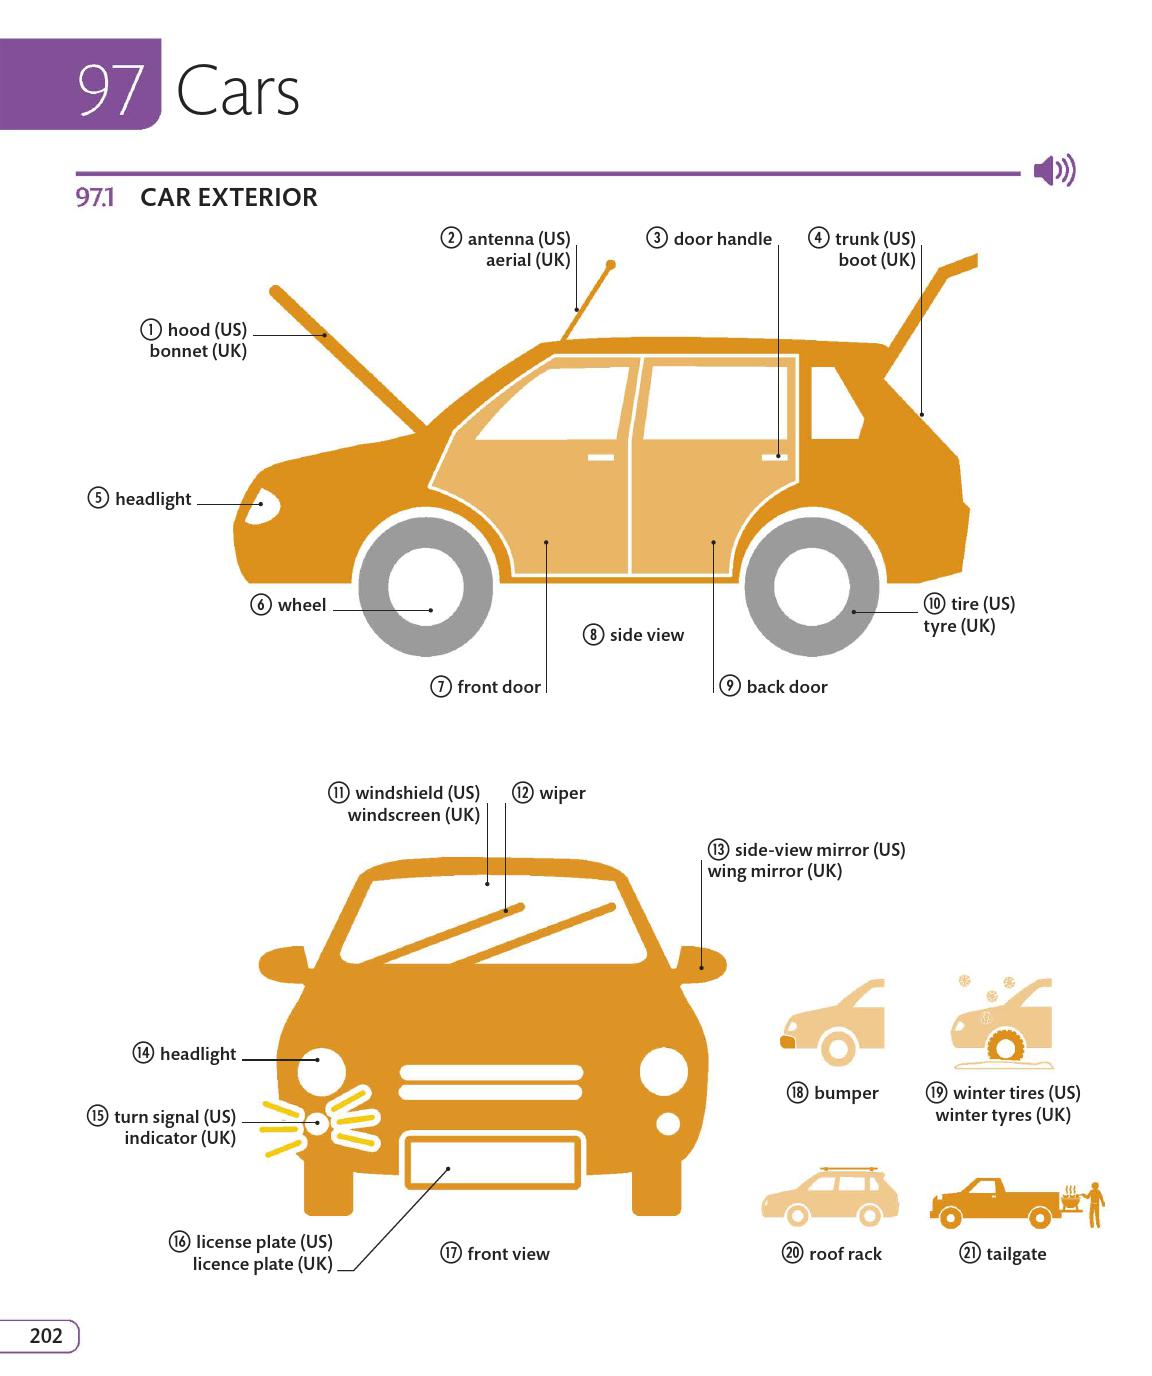 97 Cars
97.1 CAR EXTERIOR
2 antenna (US)
aerial (UK)
3 door handle
4 trunk (US)
boot (UK)
1 hood (US)
bonnet (UK)
5 headlight
6 wheel
10 tire (US)
tyre (UK)
8 side view
7 front door
9 back door
11 windshield (US)
windscreen (UK)
12 wiper
13 side-view mirror (US)
wing mirror (UK)
14 headlight
18 bumper
19 winter tires (US)
winter tyres (UK)
15 turn signal (US)
indicator (UK)
16 license plate (US)
licence plate (UK)
17 front view
20 roof rack
21 tailgate
202